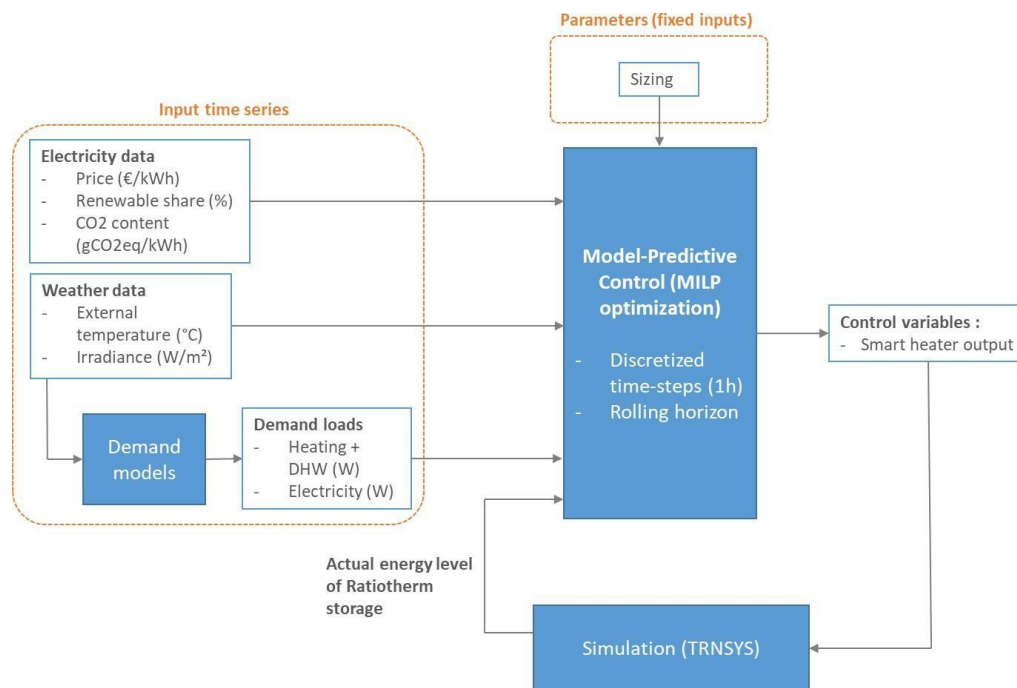 Parameters (fixed inputs)
Sizing
Input time series
Electricity data
- Price (€/kWh)
- Renewable share (%)
- CO2 content
(gCO2eq/kWh)
Weather data
- External
temperature (°C)
- Irradiance (W/m²)
Demand
models
Demand loads
- Heating +
DHW (W)
- Electricity (W)
Model-Predictive
Control (MILP
optimization)
- Discretized
time-steps (1h)
- Rolling horizon
Control variables :
- Smart heater output
Actual energy level
of Ratiotherm
storage
Simulation (TRNSYS)